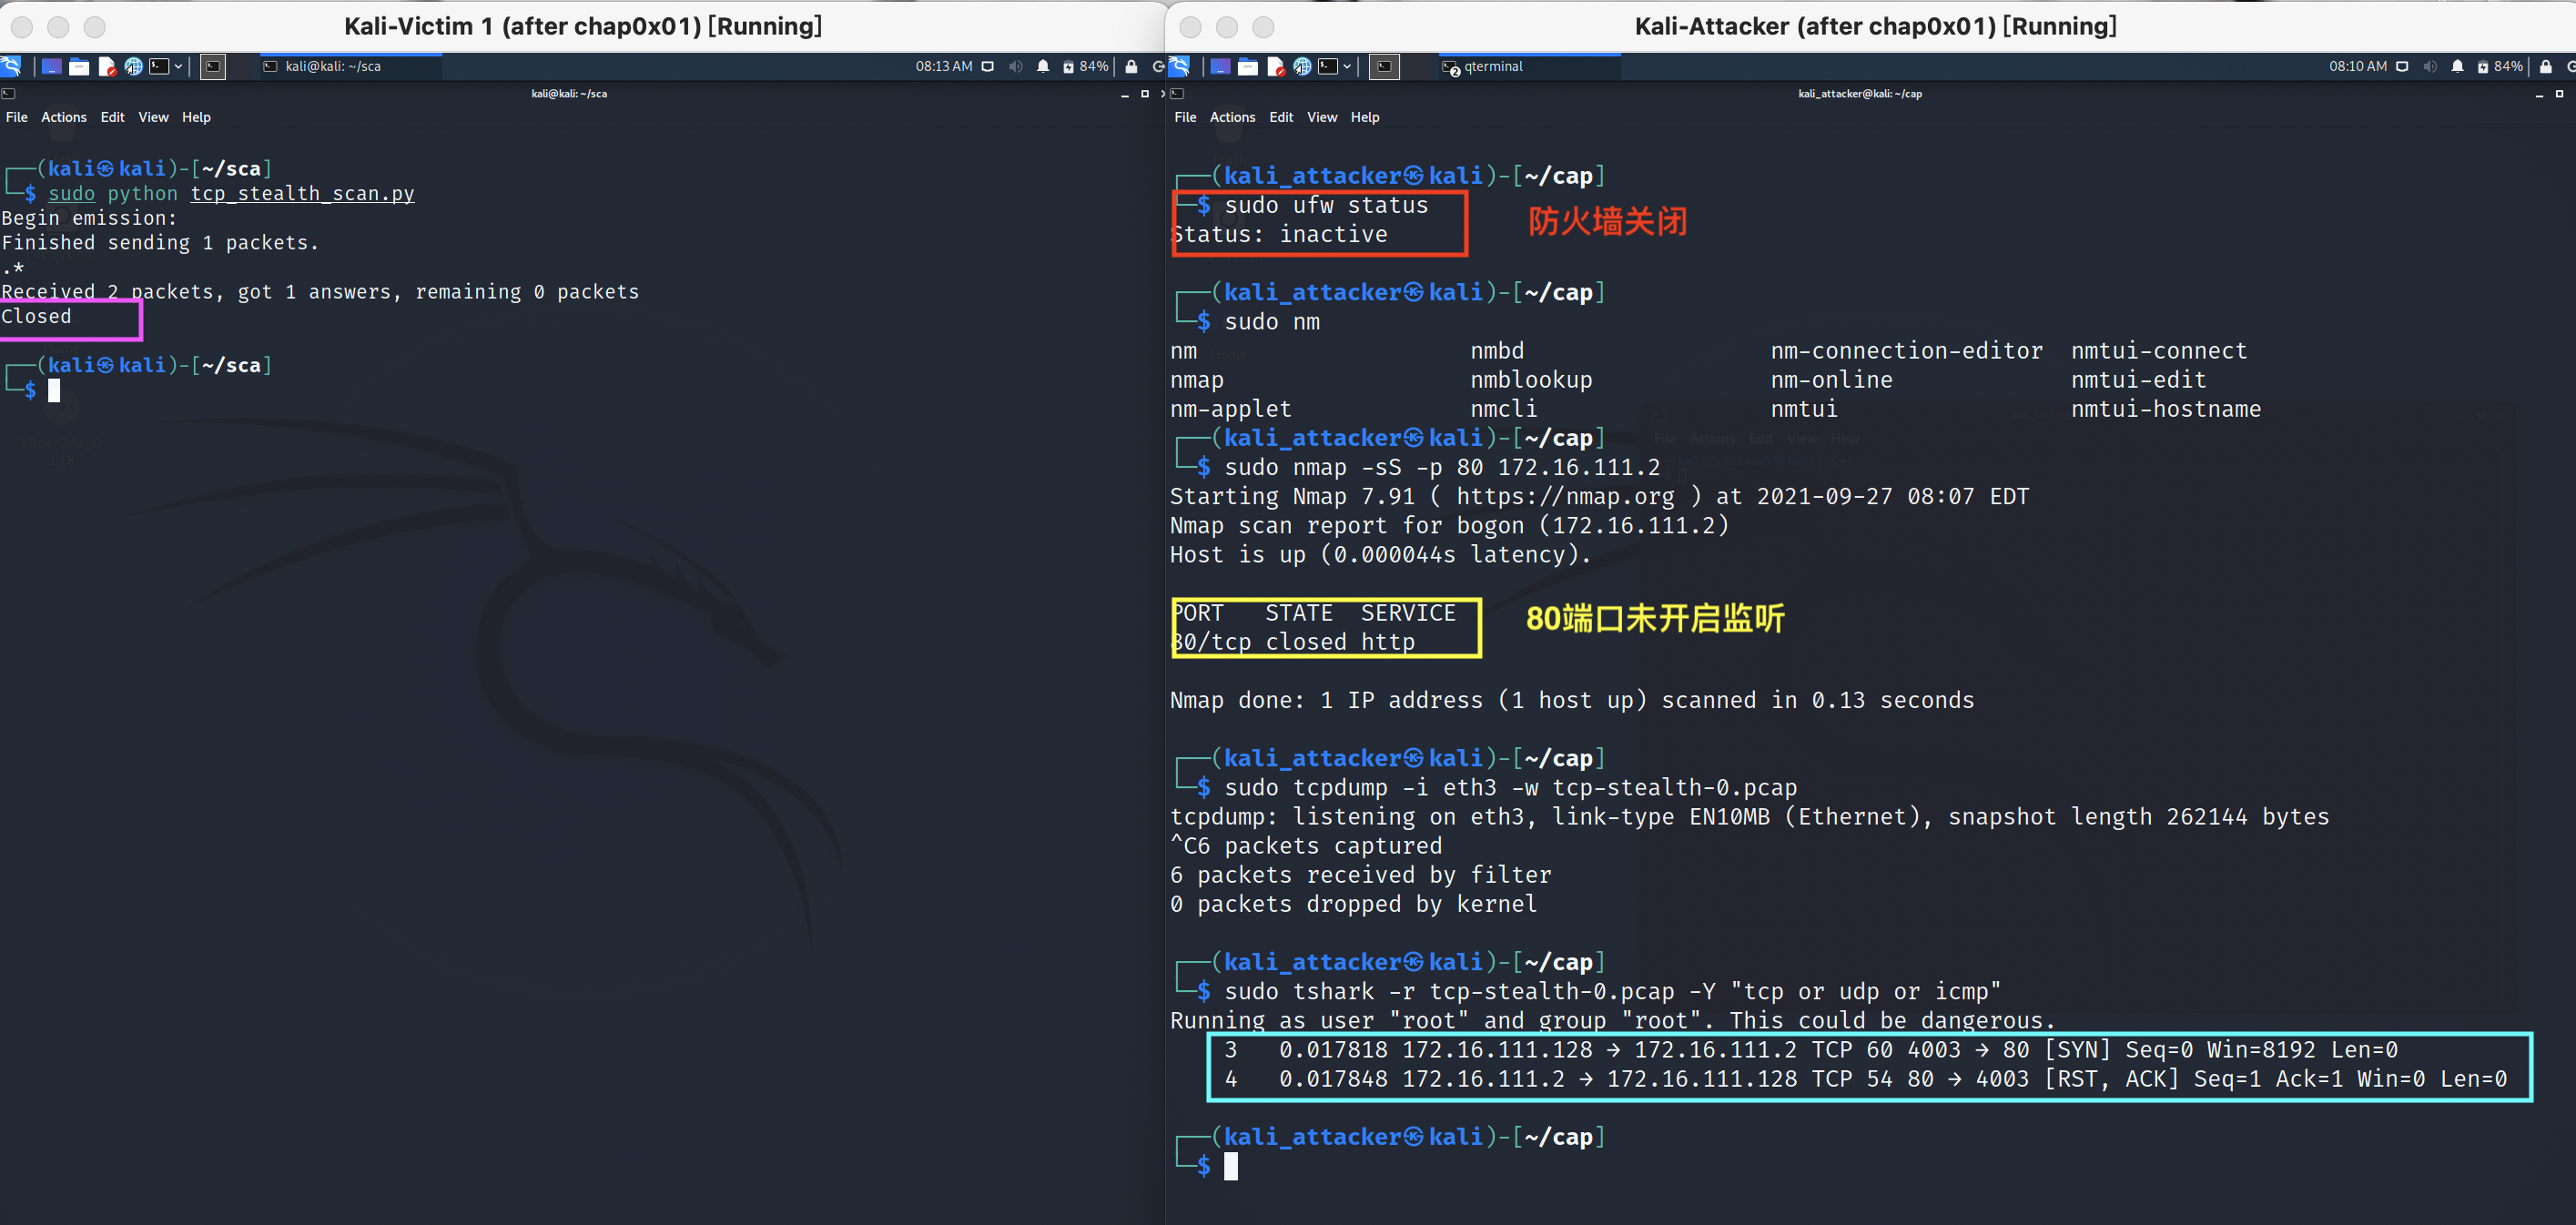 Kali-Victim 1 (after chap0x01) [Running]
kali@kali: ~/sca
08:13 AM
84%
kali@kali: ~/sca
File Actions Edit View Help
┌──(kali㉿kali)-[~/sca]
└─$ sudo python tcp_stealth_scan.py
Begin emission:
Finished sending 1 packets.
.*
Received 2 packets, got 1 answers, remaining 0 packets
Closed
┌──(kali㉿kali)-[~/sca]
└─$
Kali-Attacker (after chap0x01) [Running]
qterminal
08:10 AM
84%
kali_attacker@kali: ~/cap
File Actions Edit View Help
┌──(kali_attacker㉿kali)-[~/cap]
└─$ sudo ufw status
Status: inactive
防火墙关闭
┌──(kali_attacker㉿kali)-[~/cap]
└─$ sudo nm
nm nmbd nm-connection-editor nmtui-connect
nmap nmblookup nm-online nmtui-edit
nm-applet nmcli nmtui nmtui-hostname
┌──(kali_attacker㉿kali)-[~/cap]
└─$ sudo nmap -sS -p 80 172.16.111.2
Starting Nmap 7.91 ( https://nmap.org ) at 2021-09-27 08:07 EDT
Nmap scan report for bogon (172.16.111.2)
Host is up (0.000044s latency).
PORT STATE SERVICE
80/tcp closed http
80端口未开启监听
Nmap done: 1 IP address (1 host up) scanned in 0.13 seconds
┌──(kali_attacker㉿kali)-[~/cap]
└─$ sudo tcpdump -i eth3 -w tcp-stealth-0.pcap
tcpdump: listening on eth3, link-type EN10MB (Ethernet), snapshot length 262144 bytes
^C6 packets captured
6 packets received by filter
0 packets dropped by kernel
┌──(kali_attacker㉿kali)-[~/cap]
└─$ sudo tshark -r tcp-stealth-0.pcap -Y "tcp or udp or icmp"
Running as user "root" and group "root". This could be dangerous.
3 0.017818 172.16.111.128 → 172.16.111.2 TCP 60 4003 → 80 [SYN] Seq=0 Win=8192 Len=0
4 0.017848 172.16.111.2 → 172.16.111.128 TCP 54 80 → 4003 [RST, ACK] Seq=1 Ack=1 Win=0 Len=0
┌──(kali_attacker㉿kali)-[~/cap]
└─$